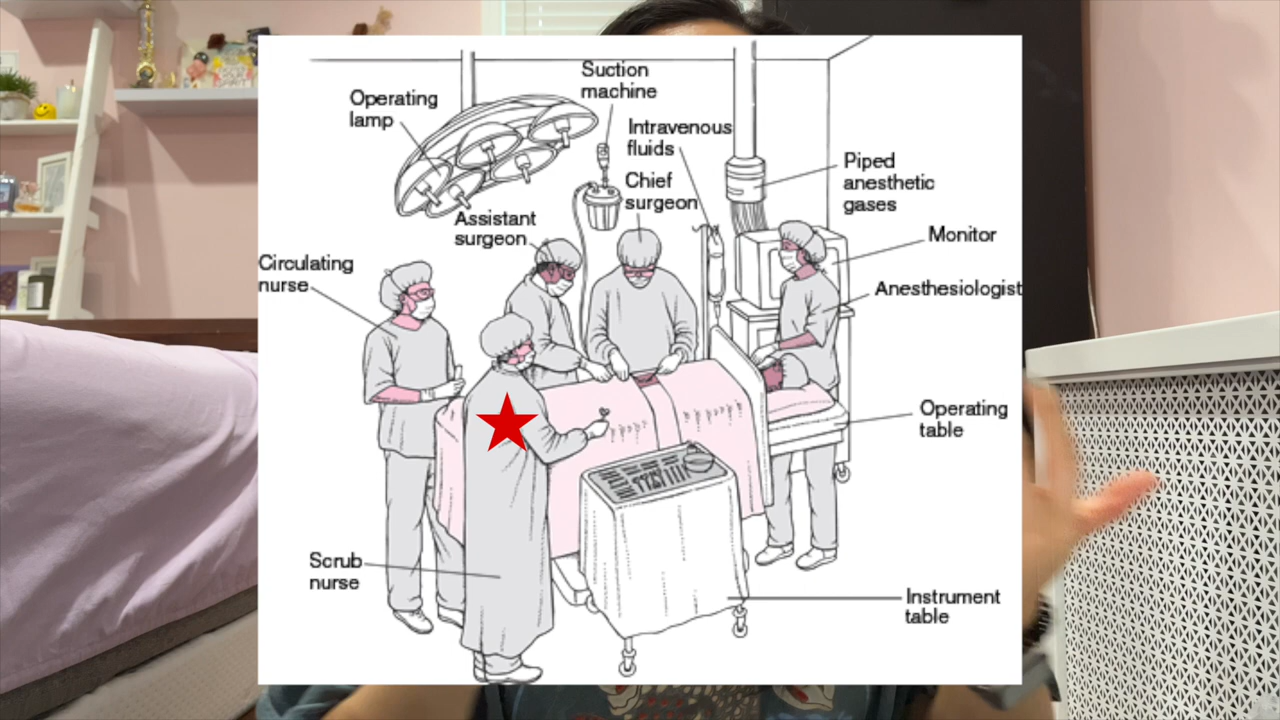 Suction
machine
Operating
lamp
Intravenous
fluids
Piped
anesthetic
gases
Chief
surgeon
Assistant
surgeon
Monitor
Circulating
nurse
Anesthesiologist
Operating
table
Scrub
nurse
Instrument
table